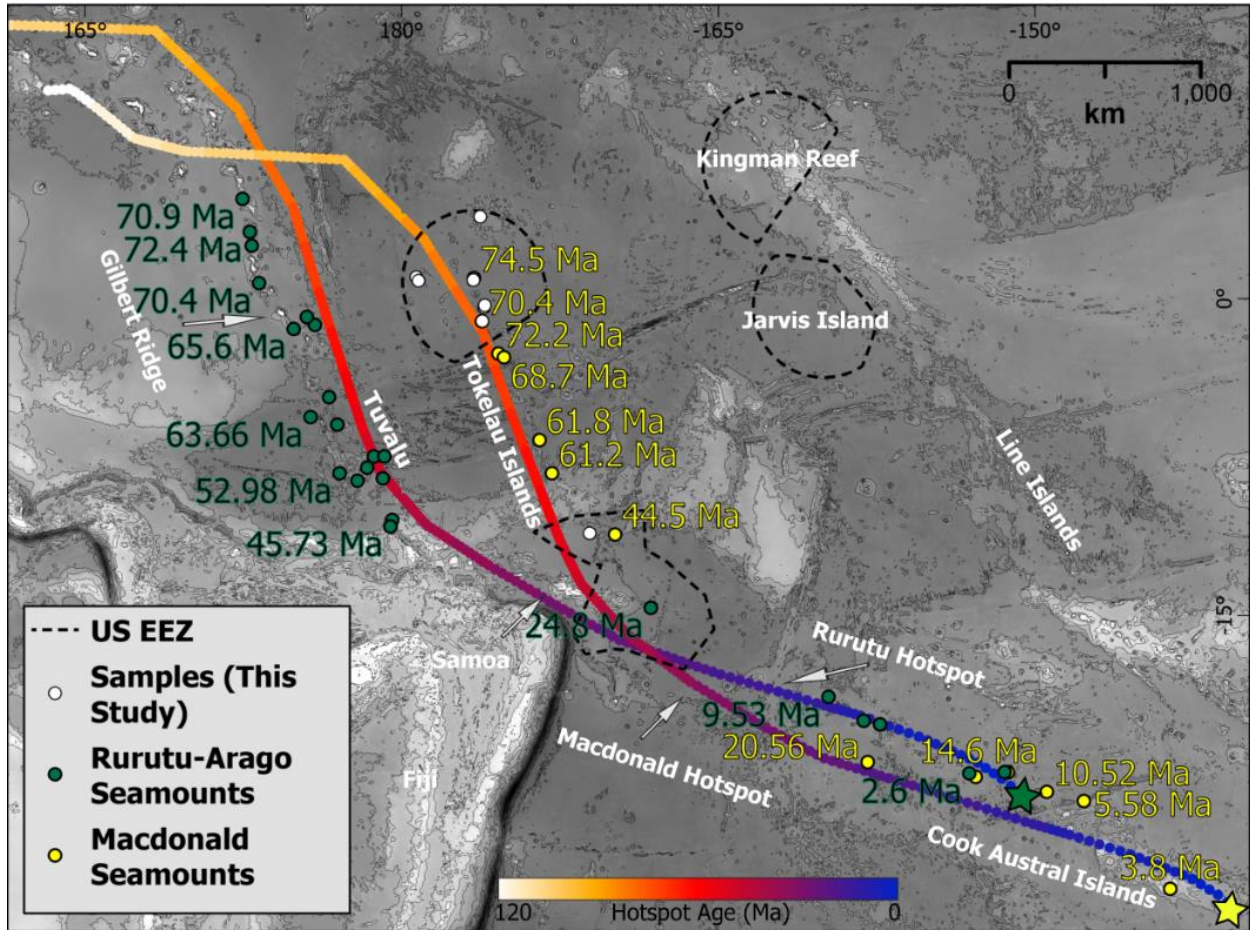 165°
180°
-165°
-150°
0
1,000
km
Kingman Reef
70.9 Ma
72.4 Ma
74.5 Ma
Gilbert Ridge
70.4 Ma
70.4 Ma
0°
Jarvis Island
65.6 Ma
72.2 Ma
68.7 Ma
Tokelau Islands
Tuvalu
63.66 Ma
61.8 Ma
61.2 Ma
Line Islands
52.98 Ma
44.5 Ma
45.73 Ma
24.8 Ma
-15°
US EEZ
Samoa
Rurutu Hotspot
Samples (This
Study)
9.53 Ma
20.56 Ma
14.6 Ma
Macdonald Hotspot
Rurutu-Arago
Seamounts
Fiji
2.6 Ma
10.52 Ma
5.58 Ma
Macdonald
Seamounts
Cook Austral Islands
3.8 Ma
120
Hotspot Age (Ma)
0